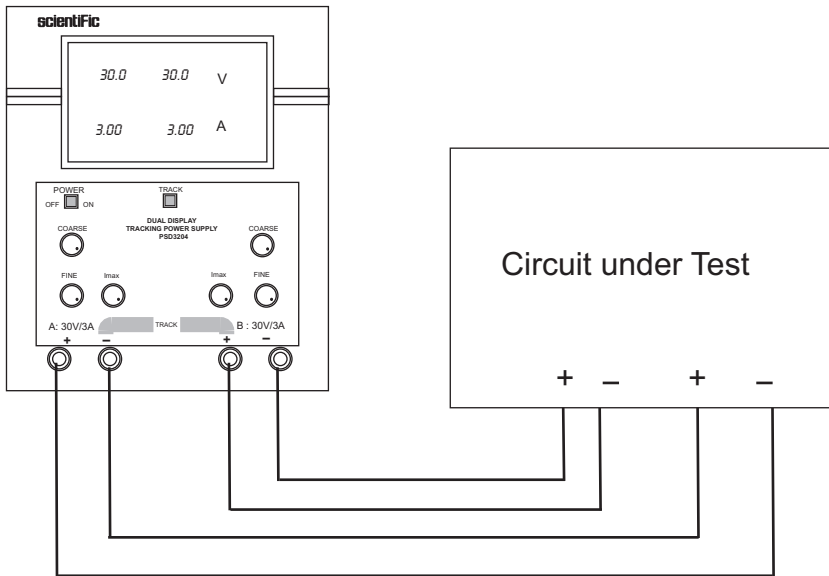 scientiFic
30.0 30.0 V
3.00 3.00 A
POWER TRACK
OFF ON
DUAL DISPLAY
TRACKING POWER SUPPLY
PSD3204
COARSE COARSE
FINE Imax Imax FINE
A: 30V/3A TRACK B : 30V/3A
+ − + −
Circuit under Test
+ − + −